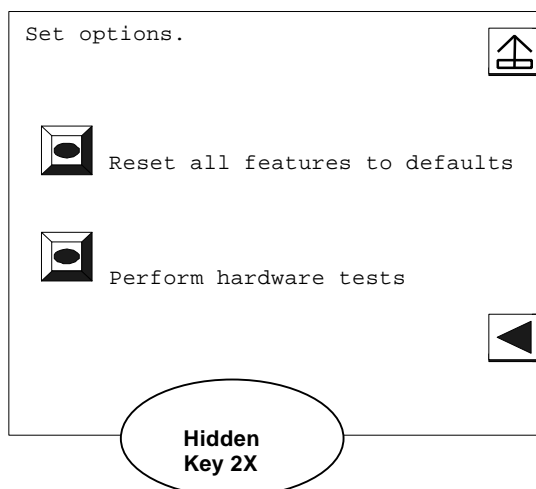 Set options.
Reset all features to defaults
Perform hardware tests
Hidden
Key 2X